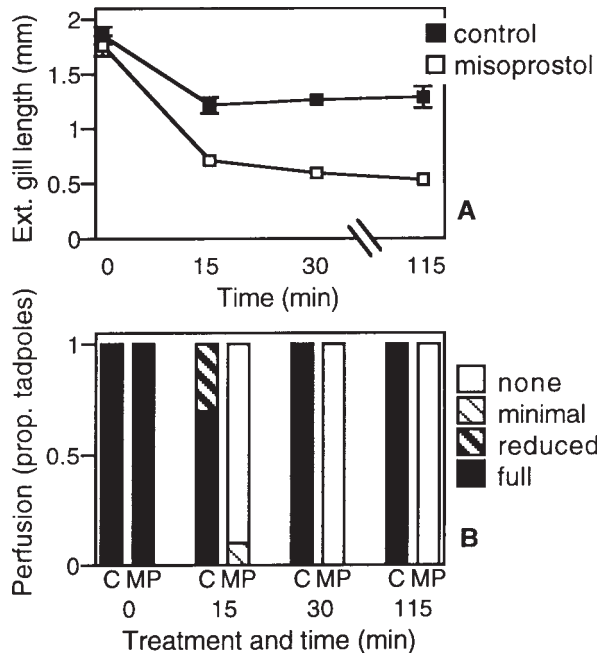 Ext. gill length (mm)
2
1.5
1
0.5
0
control
misoprostol
A
0 15 30 115
Time (min)
Perfusion (prop. tadpoles)
1
0.5
0
none
minimal
reduced
full
B
C MP C MP C MP C MP
0 15 30 115
Treatment and time (min)